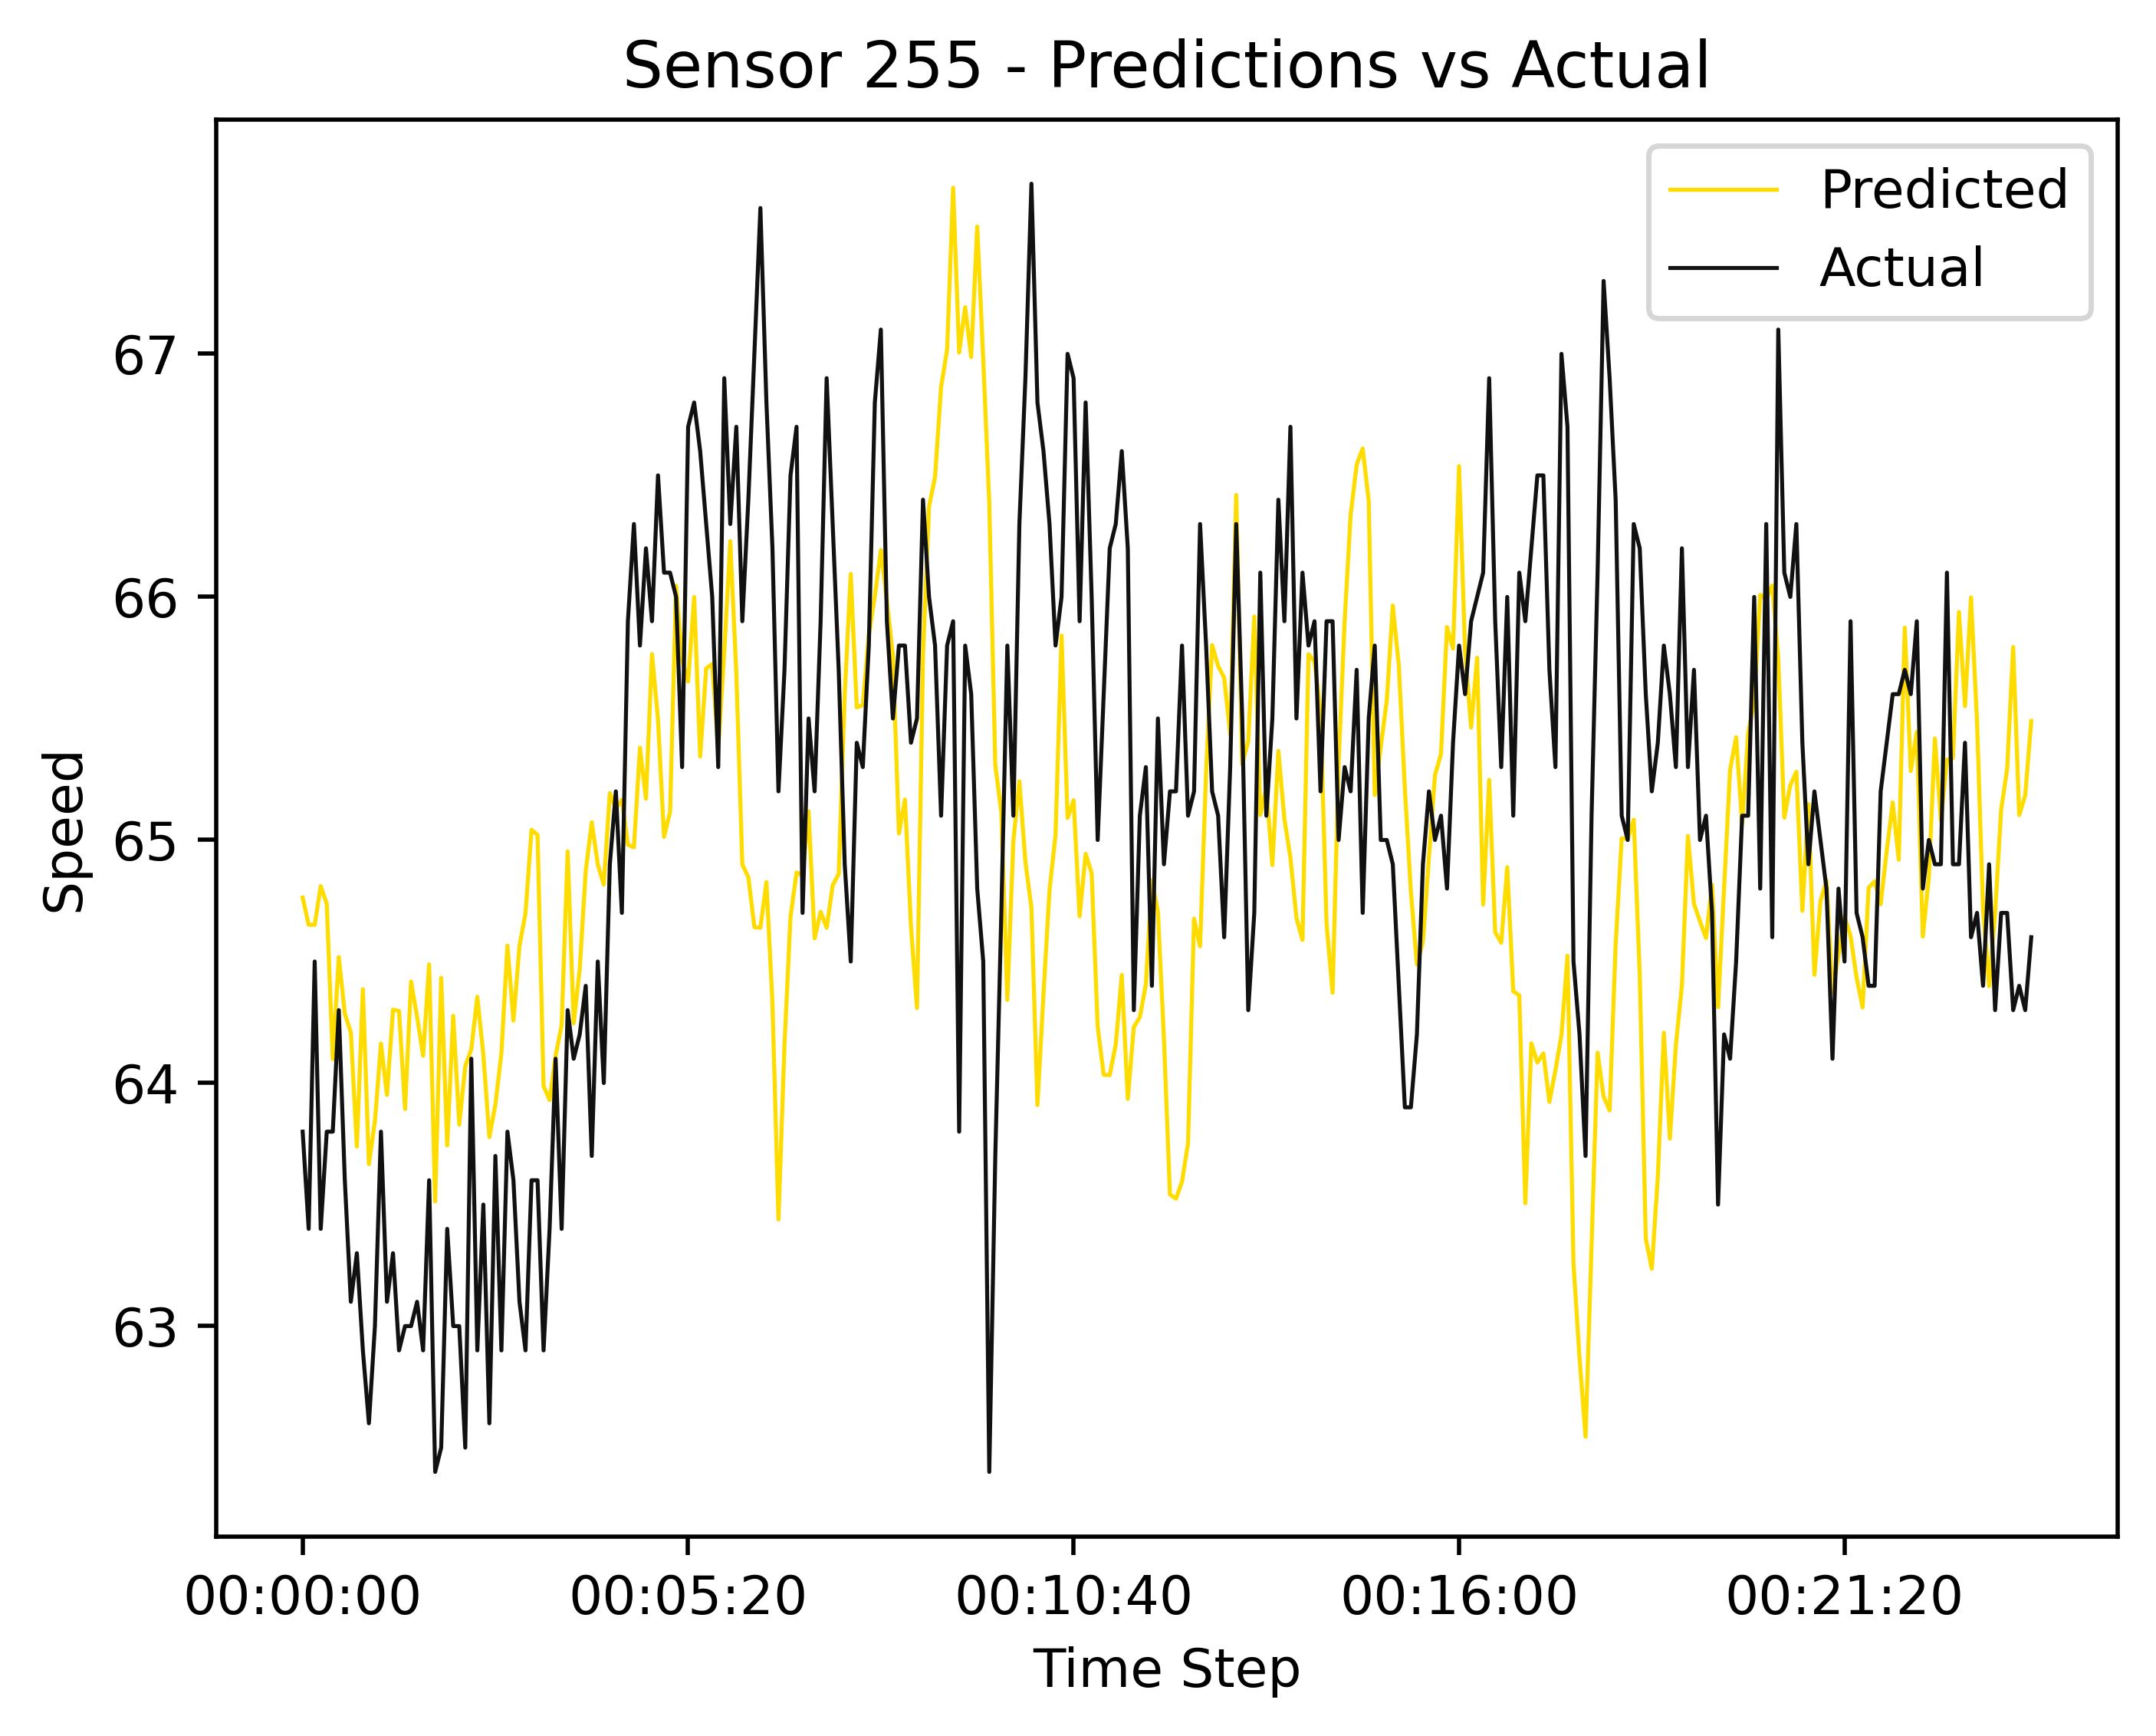 Sensor 255 - Predictions vs Actual
Predicted
Actual
67
66
65
64
63
Speed
00:00:00 00:05:20 00:10:40 00:16:00 00:21:20
Time Step